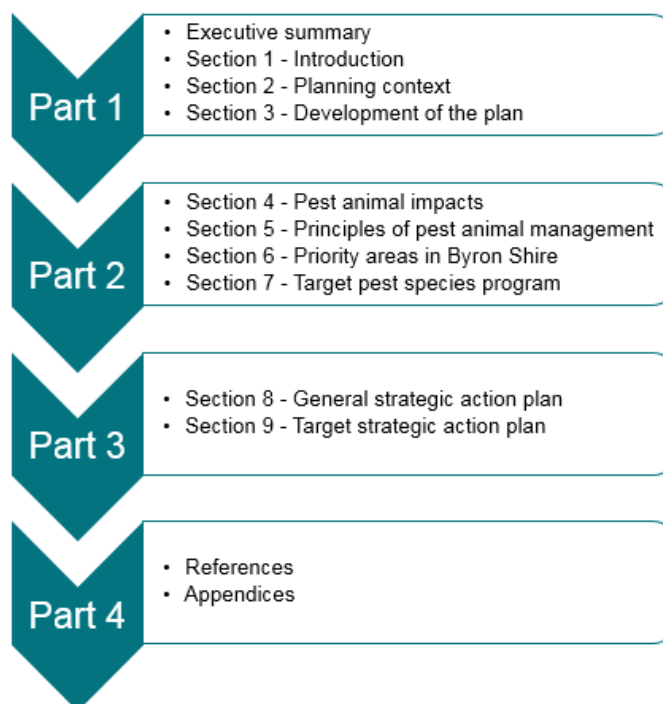 Part 1
• Executive summary
• Section 1 - Introduction
• Section 2 - Planning context
• Section 3 - Development of the plan
Part 2
• Section 4 - Pest animal impacts
• Section 5 - Principles of pest animal management
• Section 6 - Priority areas in Byron Shire
• Section 7 - Target pest species program
Part 3
• Section 8 - General strategic action plan
• Section 9 - Target strategic action plan
Part 4
• References
• Appendices